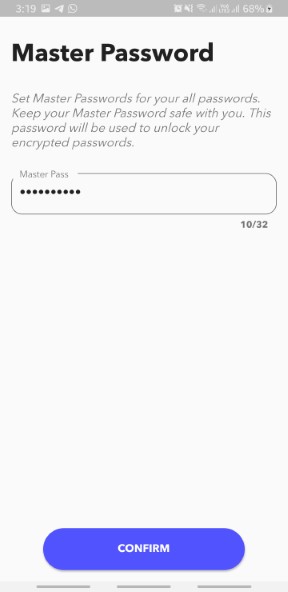 3:19 68%
Master Password
Set Master Passwords for your all passwords.
Keep your Master Password safe with you. This
password will be used to unlock your
encrypted passwords.
Master Pass
••••••••••
10/32
CONFIRM